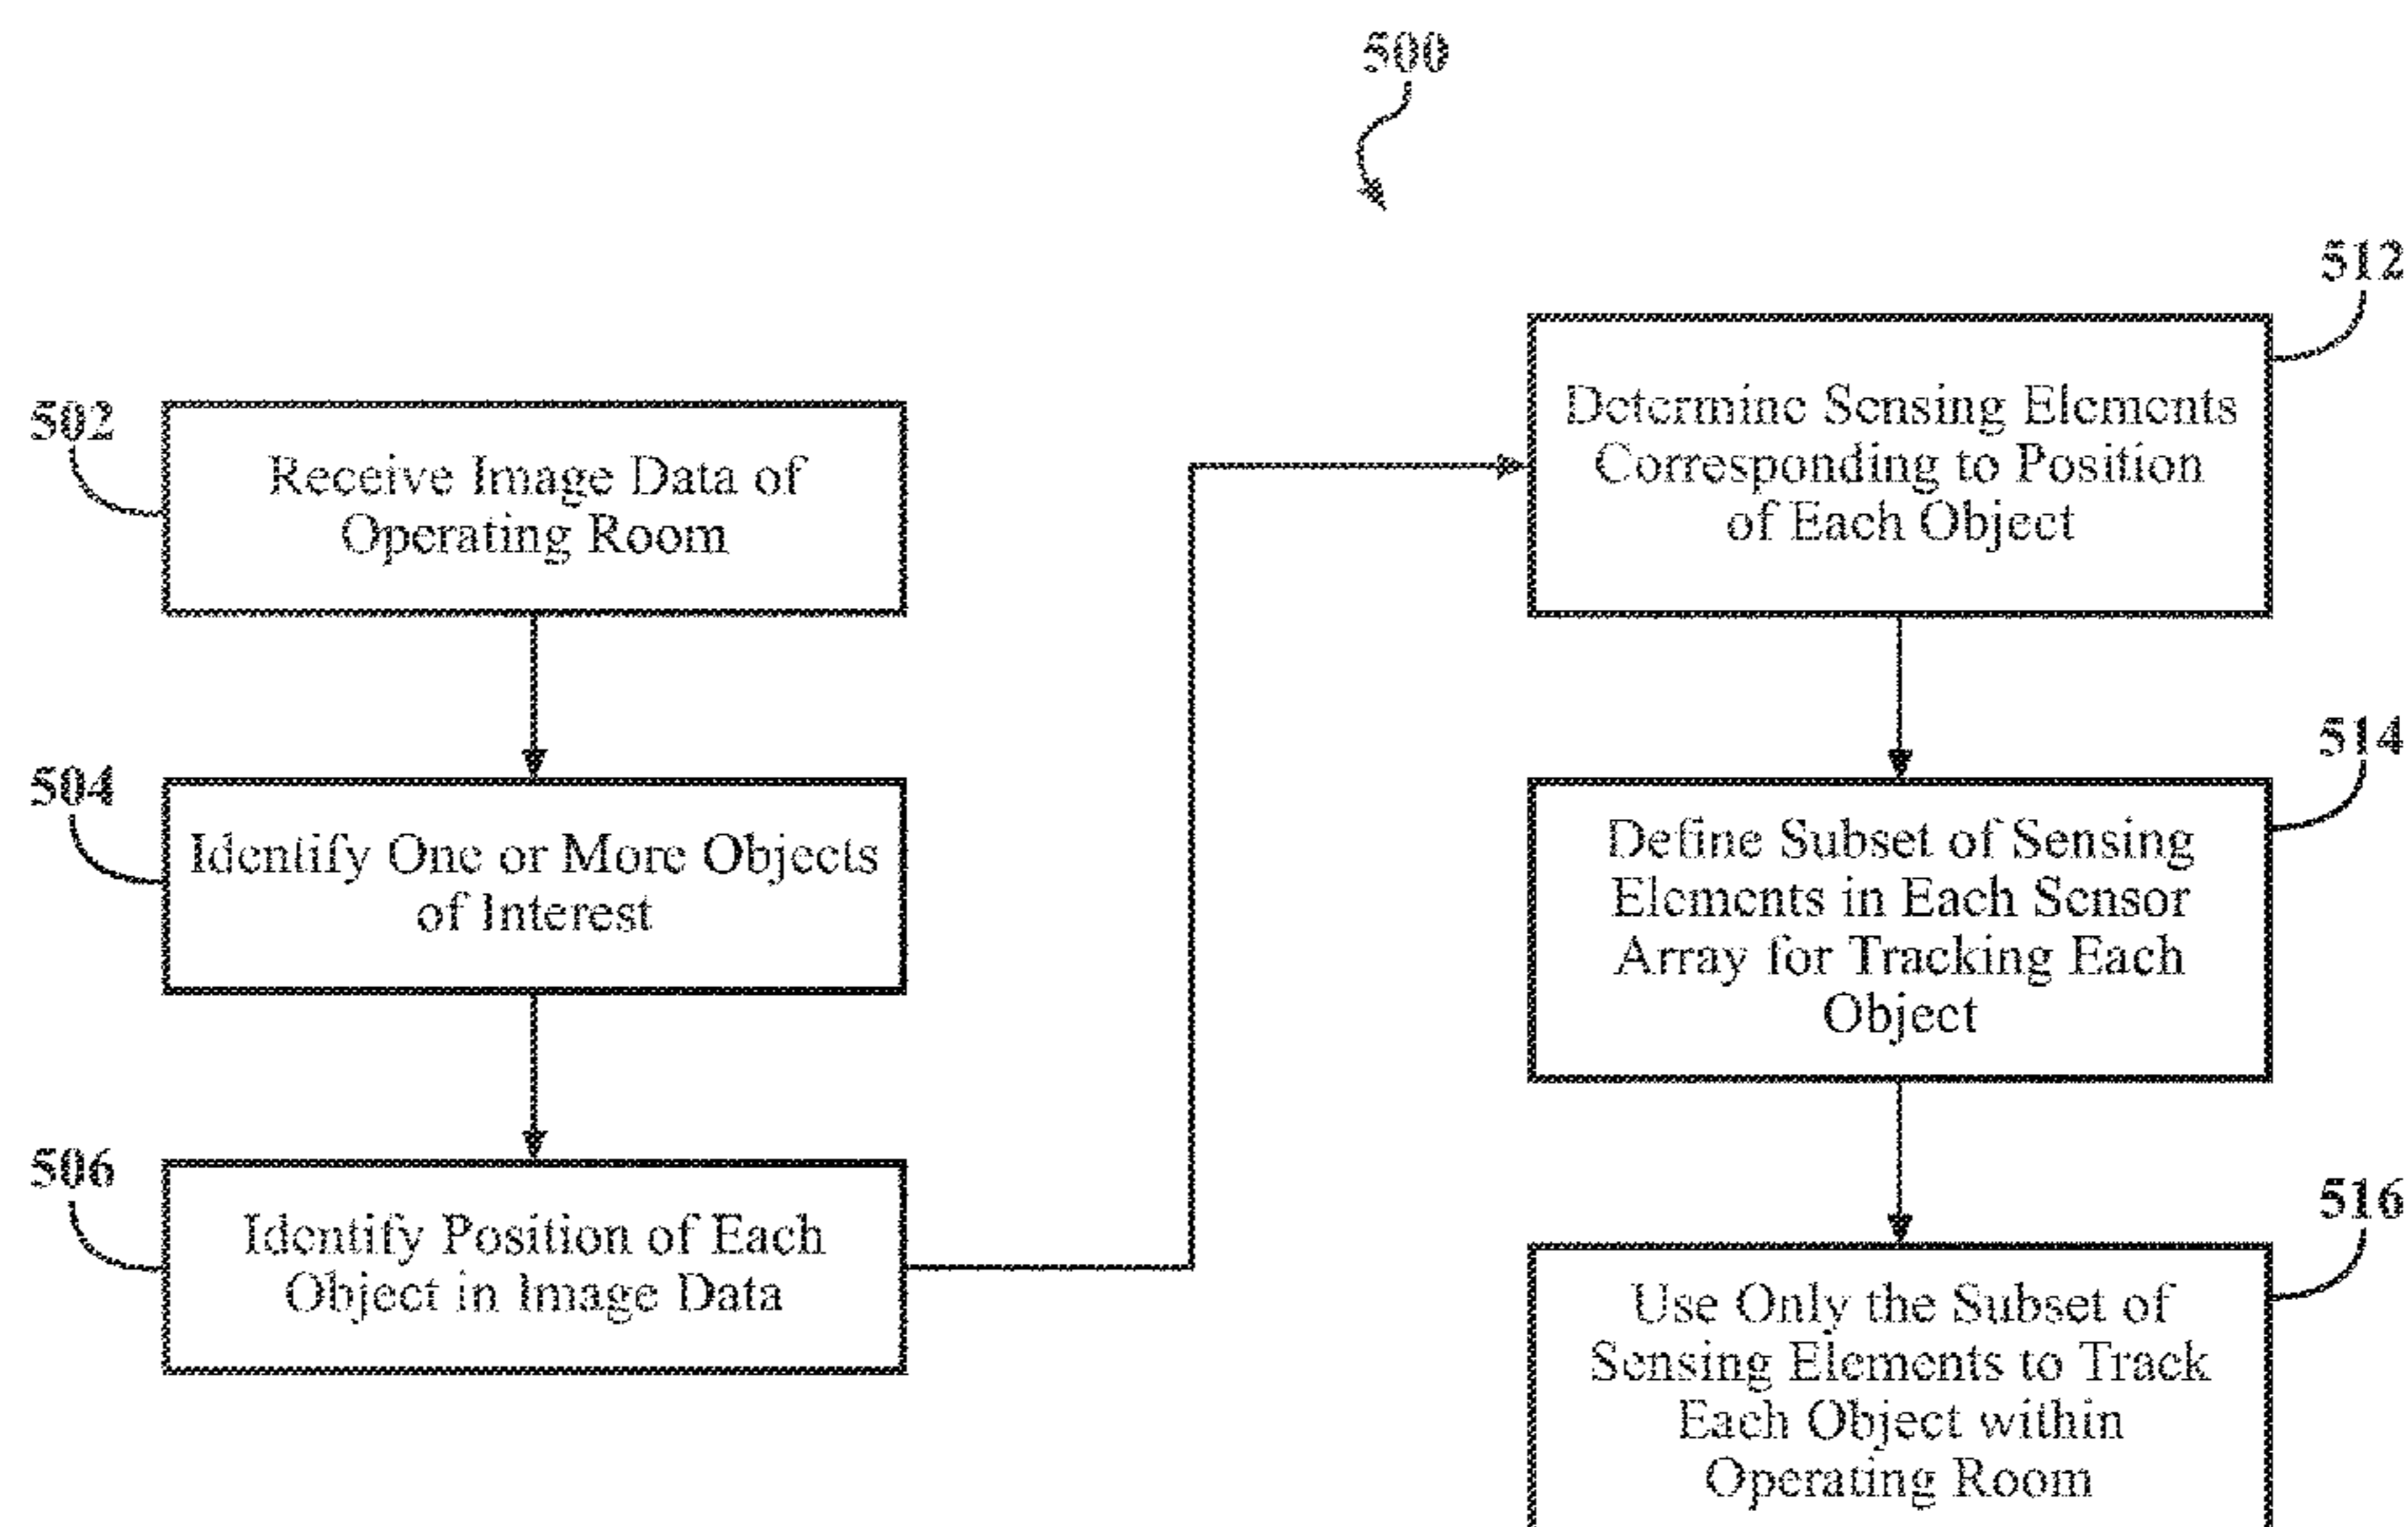 500
502
Receive Image Data of
Operating Room
504
Identify One or More Objects
of Interest
506
Identify Position of Each
Object in Image Data
512
Determine Sensing Elements
Corresponding to Position
of Each Object
514
Define Subset of Sensing
Elements in Each Sensor
Array for Tracking Each
Object
516
Use Only the Subset of
Sensing Elements to Track
Each Object within
Operating Room